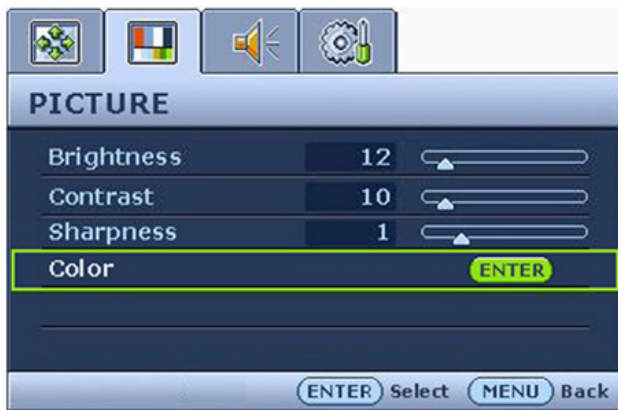 PICTURE
Brightness 12
Contrast 10
Sharpness 1
Color ENTER
ENTER Select MENU Back